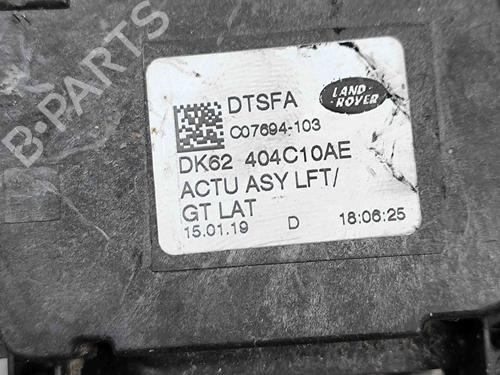 B-PARTS
DTSFA
LAND
ROVER
C07694-103
DK62 404C10AE
ACTU ASY LFT/
GT LAT
15.01.19 D 18:06:25